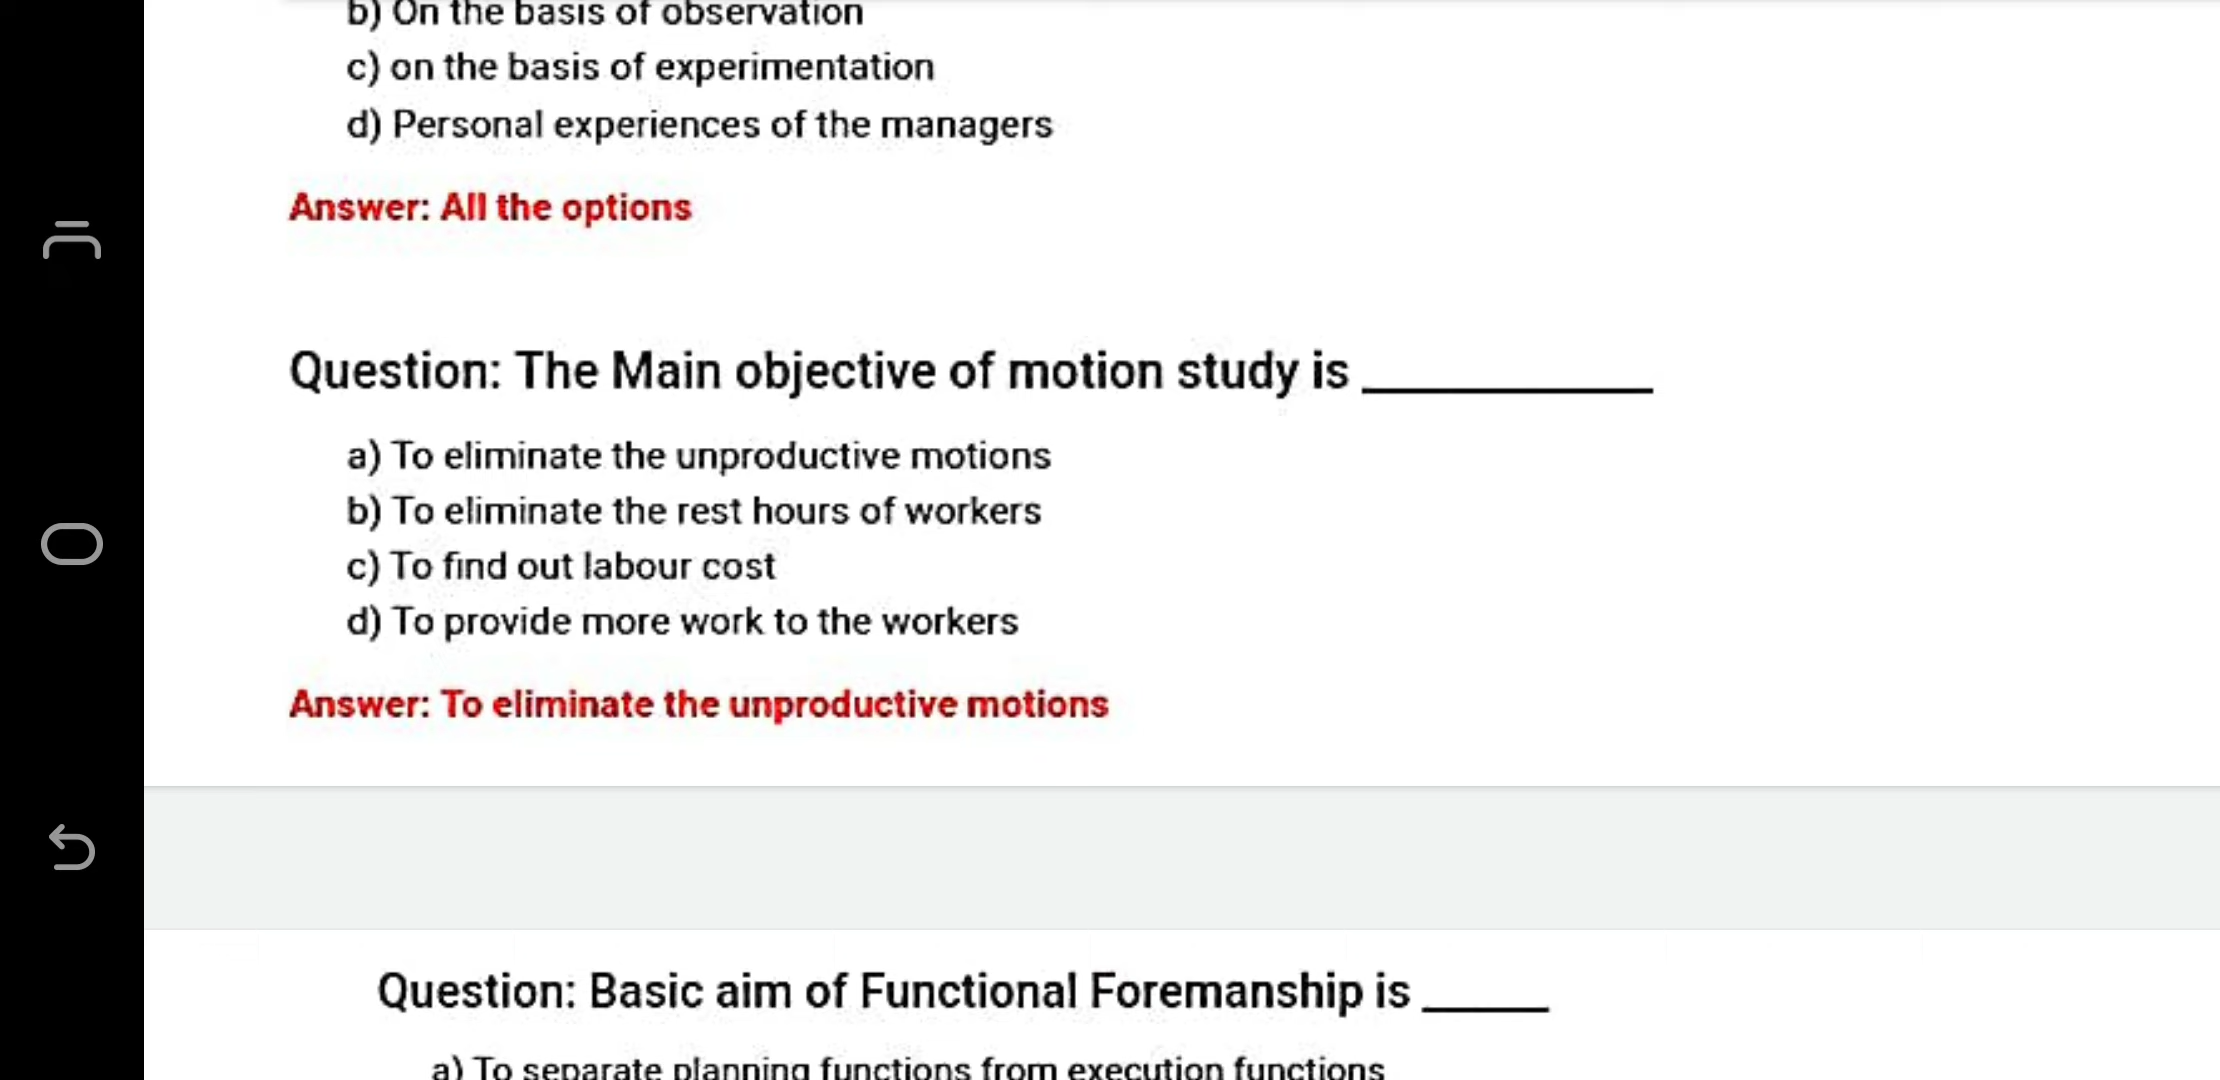 b) On the basis of observation
c) on the basis of experimentation
d) Personal experiences of the managers
Answer: All the options
Question: The Main objective of motion study is __________
a) To eliminate the unproductive motions
b) To eliminate the rest hours of workers
c) To find out labour cost
d) To provide more work to the workers
Answer: To eliminate the unproductive motions
Question: Basic aim of Functional Foremanship is _____
a) To separate planning functions from execution functions